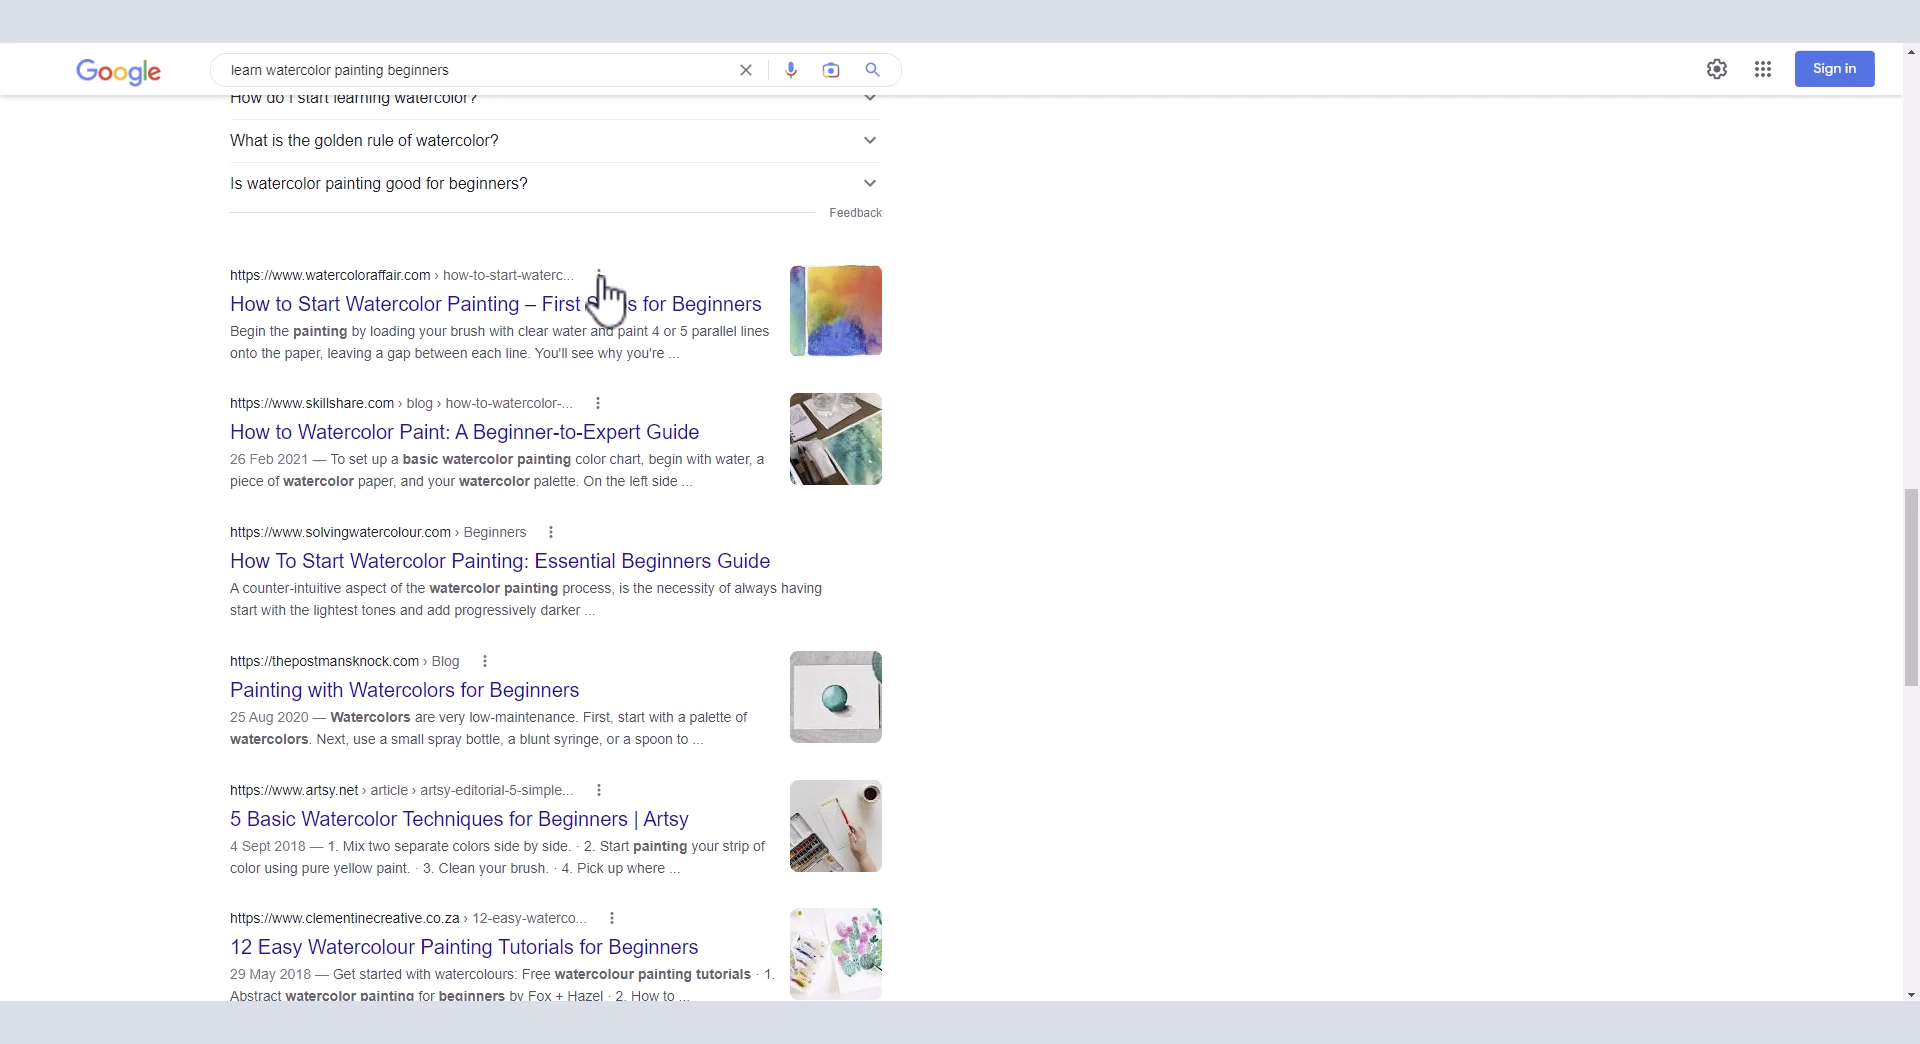 Google
learn watercolor painting beginners
Sign in
How do I start learning watercolor?
What is the golden rule of watercolor?
Is watercolor painting good for beginners?
Feedback
https://www.watercoloraffair.com › how-to-start-waterc...
How to Start Watercolor Painting – First S s for Beginners
Begin the painting by loading your brush with clear water and paint 4 or 5 parallel lines
onto the paper, leaving a gap between each line. You'll see why you're ...
https://www.skillshare.com › blog › how-to-watercolor-...
How to Watercolor Paint: A Beginner-to-Expert Guide
26 Feb 2021 — To set up a basic watercolor painting color chart, begin with water, a
piece of watercolor paper, and your watercolor palette. On the left side ...
https://www.solvingwatercolour.com › Beginners
How To Start Watercolor Painting: Essential Beginners Guide
A counter-intuitive aspect of the watercolor painting process, is the necessity of always having
start with the lightest tones and add progressively darker ...
https://thepostmansknock.com › Blog
Painting with Watercolors for Beginners
25 Aug 2020 — Watercolors are very low-maintenance. First, start with a palette of
watercolors. Next, use a small spray bottle, a blunt syringe, or a spoon to ...
https://www.artsy.net › article › artsy-editorial-5-simple...
5 Basic Watercolor Techniques for Beginners | Artsy
4 Sept 2018 — 1. Mix two separate colors side by side. · 2. Start painting your strip of
color using pure yellow paint. · 3. Clean your brush. · 4. Pick up where ...
https://www.clementinecreative.co.za › 12-easy-waterco...
12 Easy Watercolour Painting Tutorials for Beginners
29 May 2018 — Get started with watercolours: Free watercolour painting tutorials · 1.
Abstract watercolor painting for beginners by Fox + Hazel · 2. How to ...